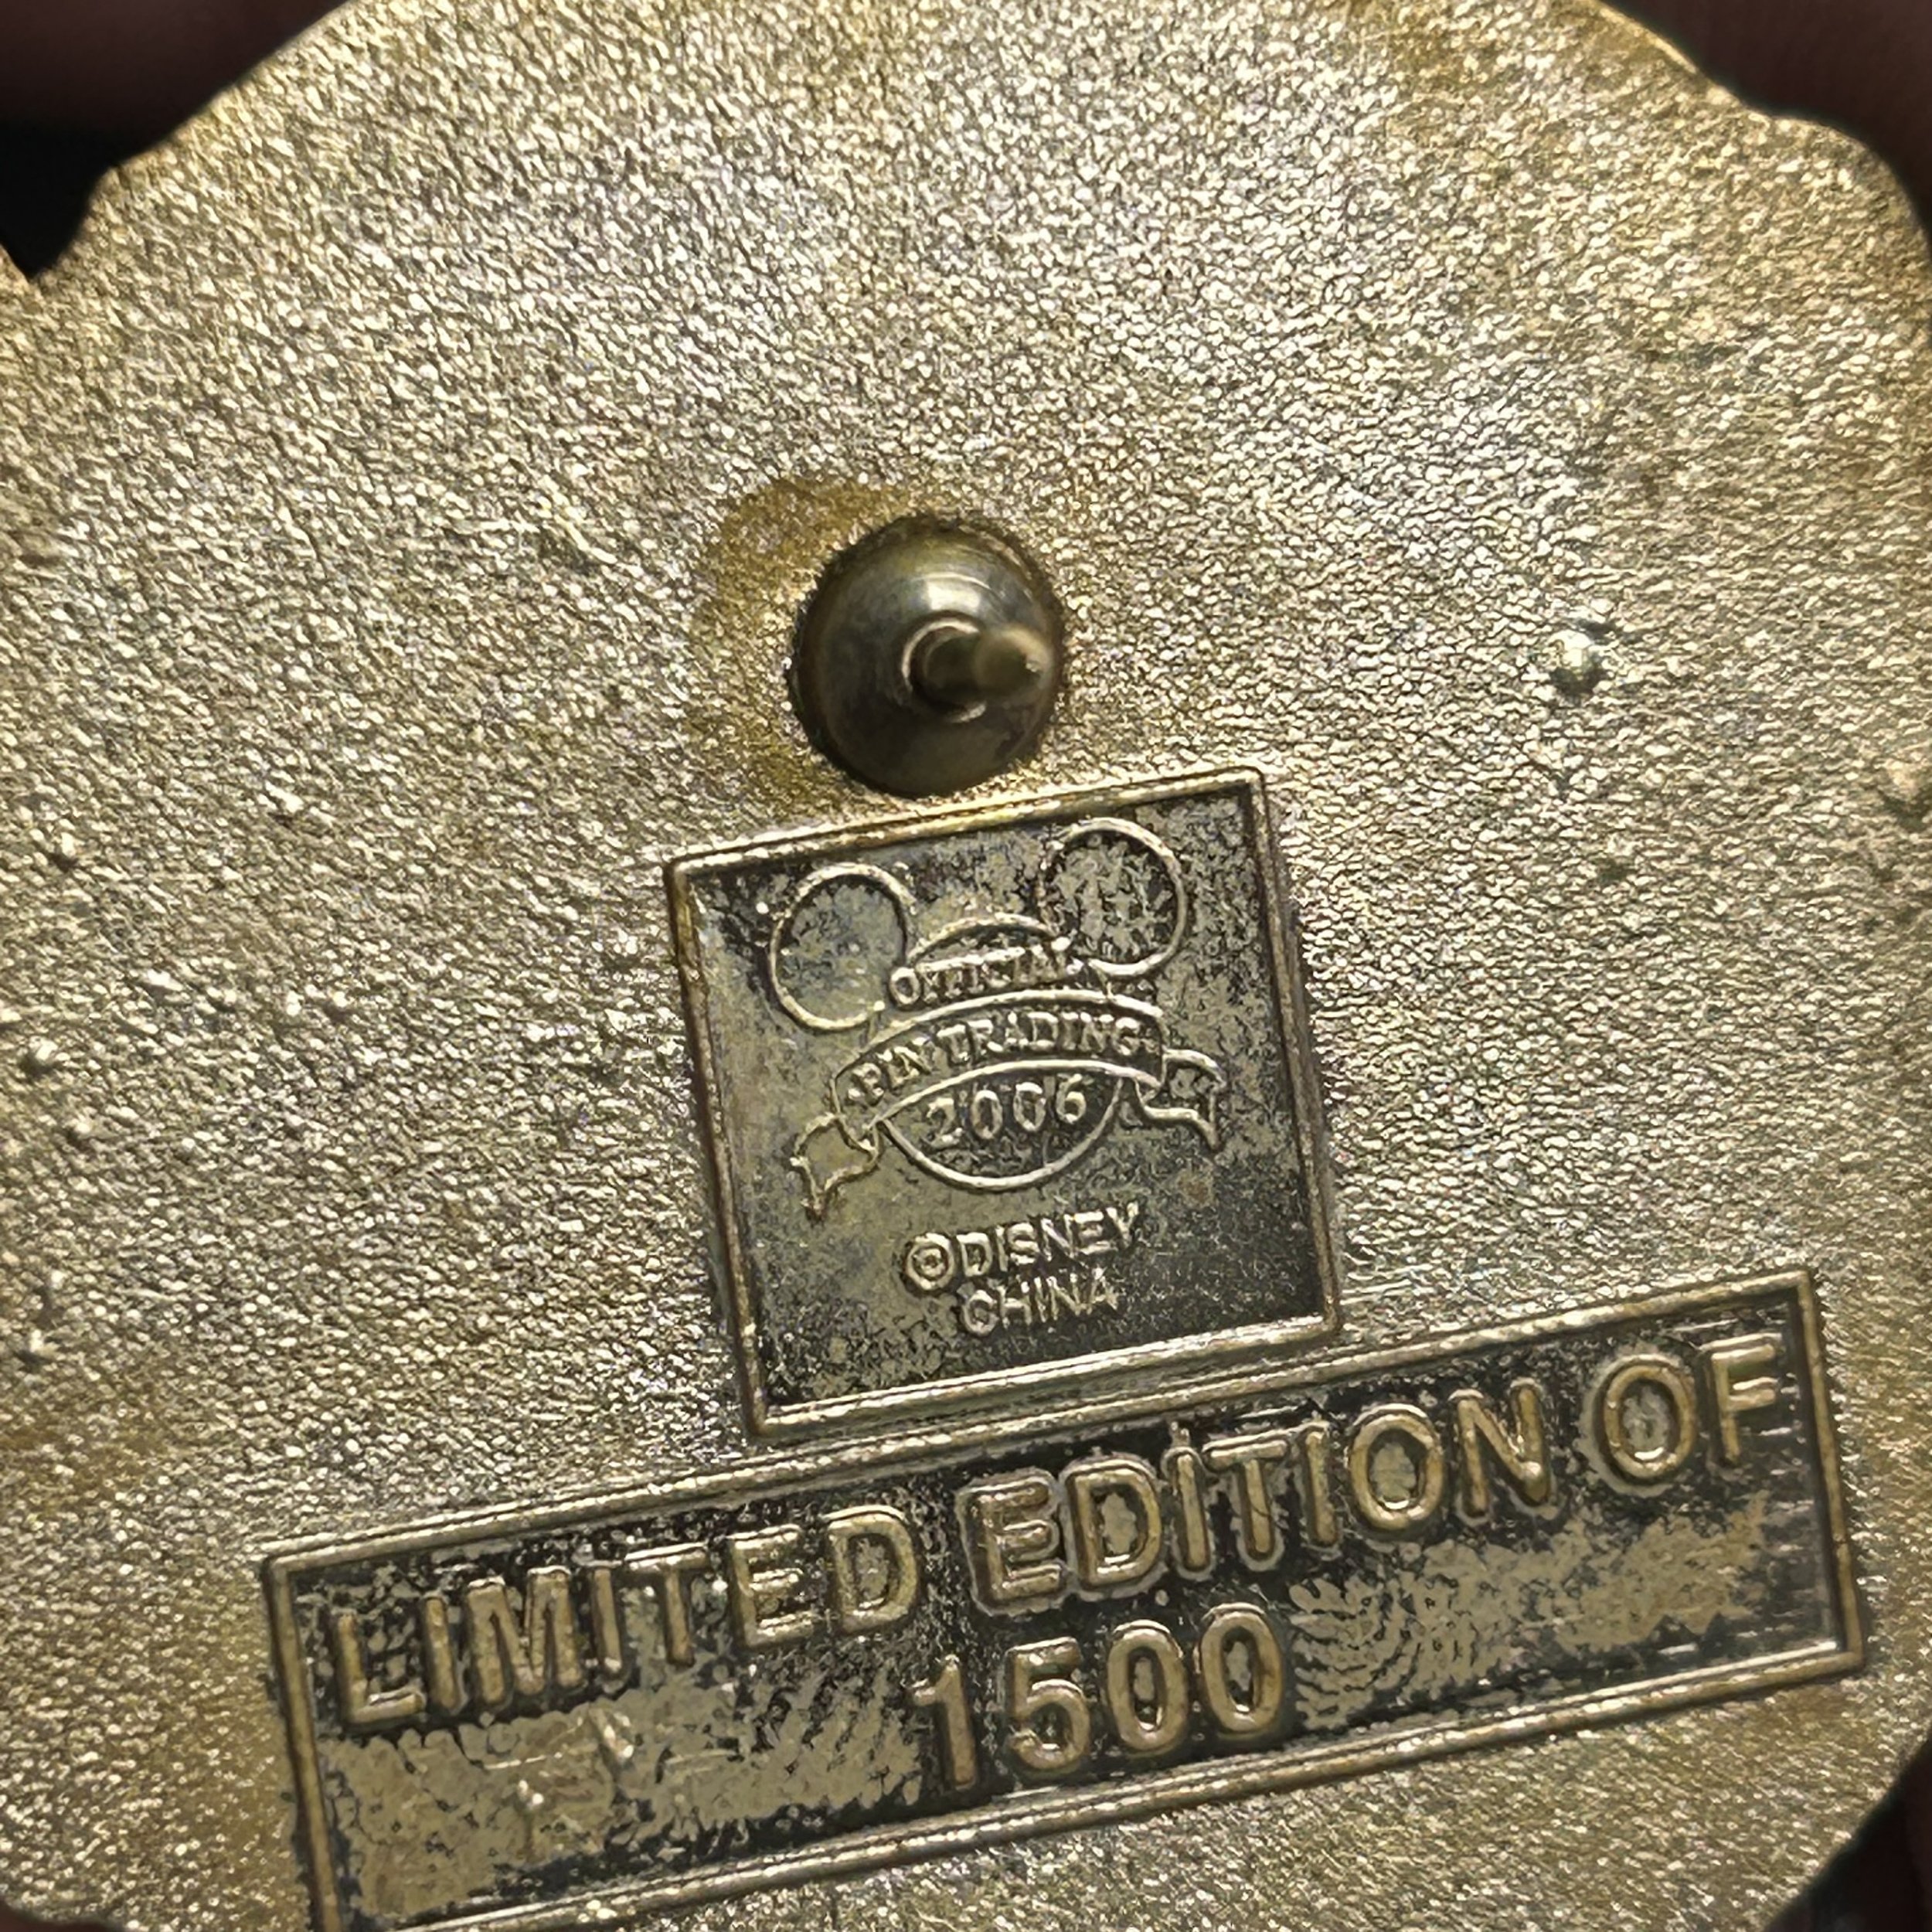 OFFICIAL
PIN TRADING
2006
©DISNEY
CHINA
LIMITED EDITION OF
1500